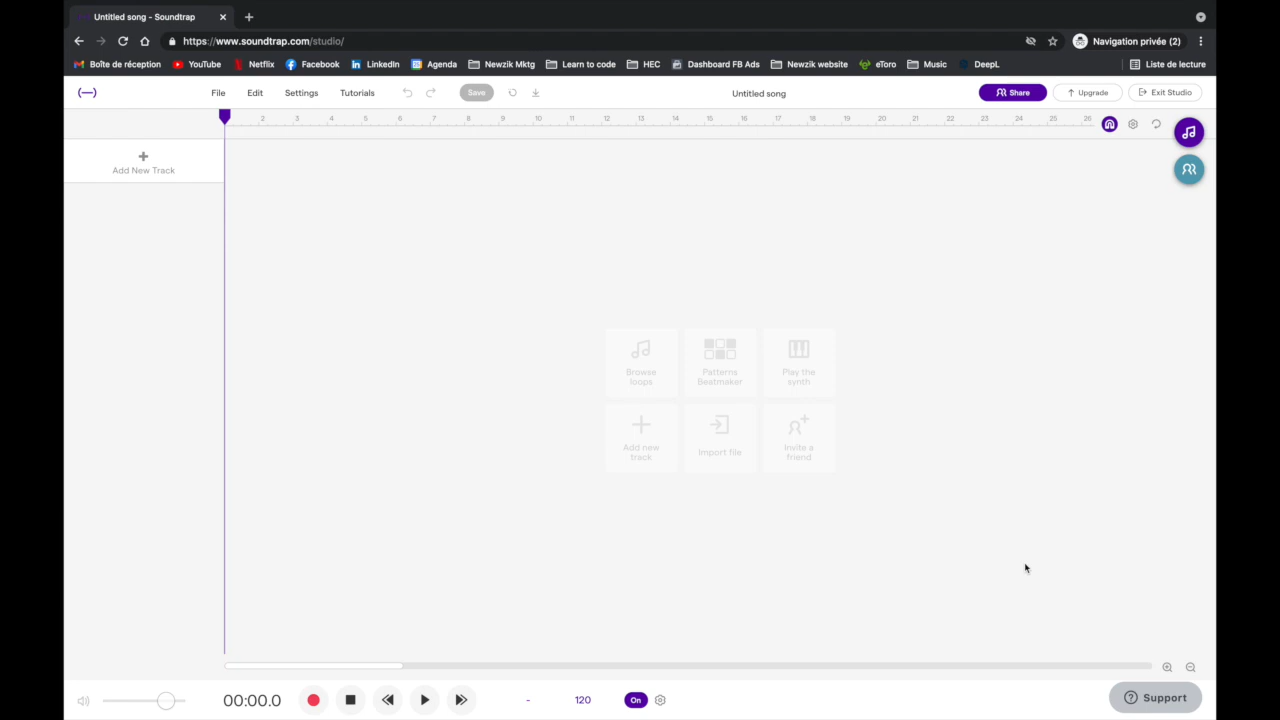 Untitled song - Soundtrap
https://www.soundtrap.com/studio/
Navigation privée (2)
Boîte de réception YouTube Netflix Facebook LinkedIn Agenda Newzik Mktg Learn to code HEC Dashboard FB Ads Newzik website eToro Music DeepL Liste de lecture
File Edit Settings Tutorials Save Untitled song Share Upgrade Exit Studio
2 3 4 5 6 7 8 9 10 11 12 13 14 15 16 17 18 19 20 21 22 23 24 25 26
Add New Track
Browse
loops
Patterns
Beatmaker
Play the
synth
Add new
track
Import file
Invite a
friend
00:00.0 - 120 On Support